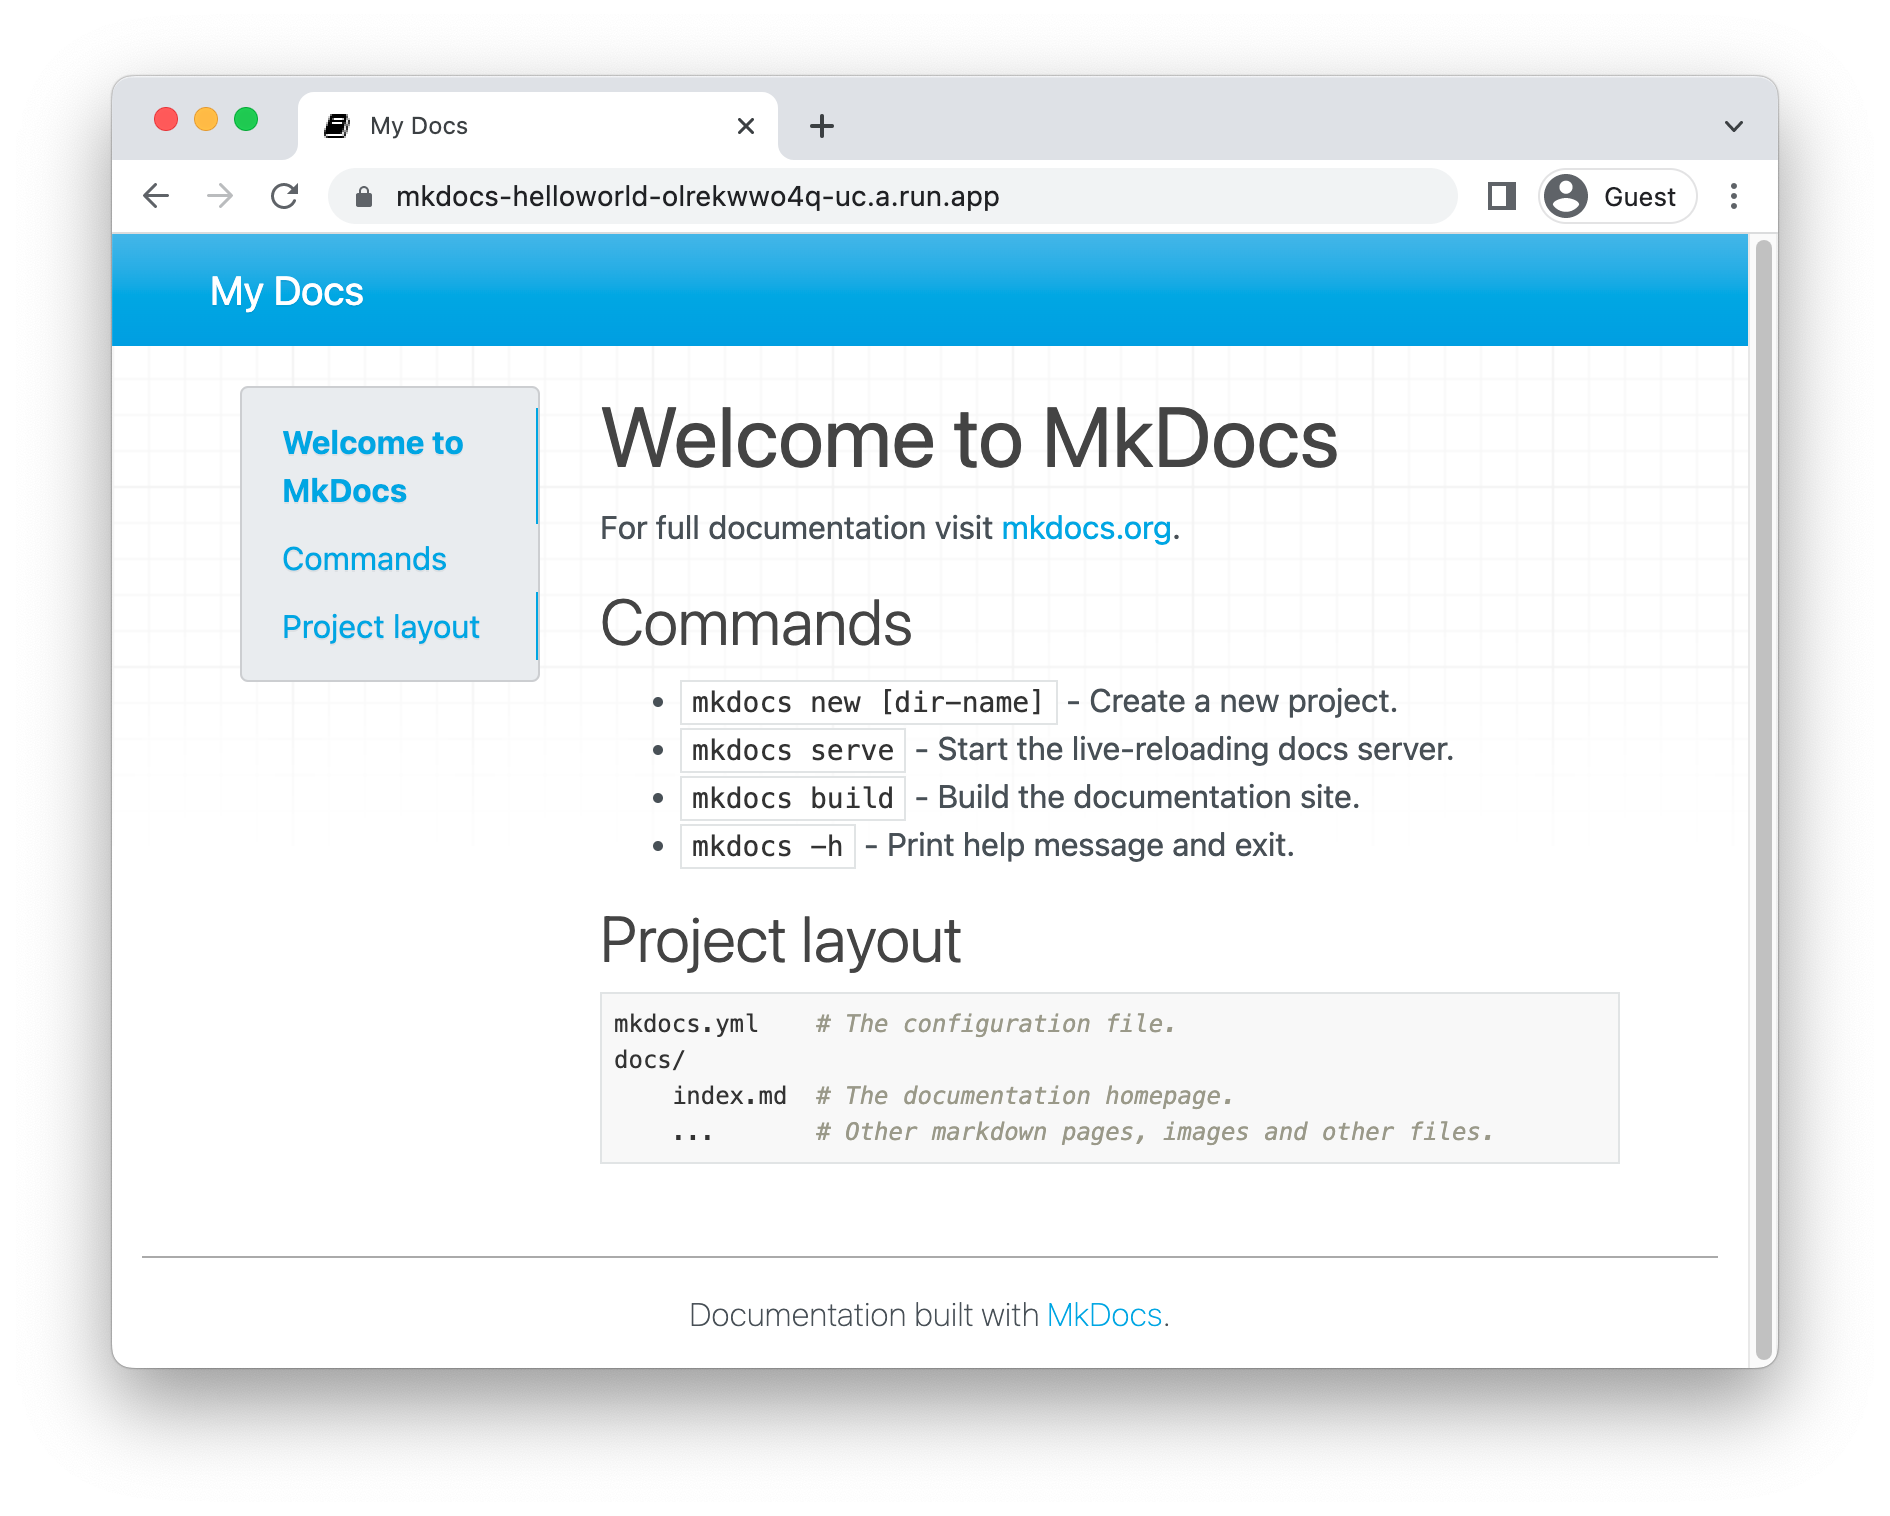 My Docs
mkdocs-helloworld-olrekwwo4q-uc.a.run.app
Guest
My Docs
Welcome to
MkDocs
Commands
Project layout
Welcome to MkDocs
For full documentation visit mkdocs.org.
Commands
mkdocs new [dir-name] - Create a new project.
mkdocs serve - Start the live-reloading docs server.
mkdocs build - Build the documentation site.
mkdocs -h - Print help message and exit.
Project layout
mkdocs.yml    # The configuration file.
docs/
    index.md  # The documentation homepage.
    ...       # Other markdown pages, images and other files.
Documentation built with MkDocs.